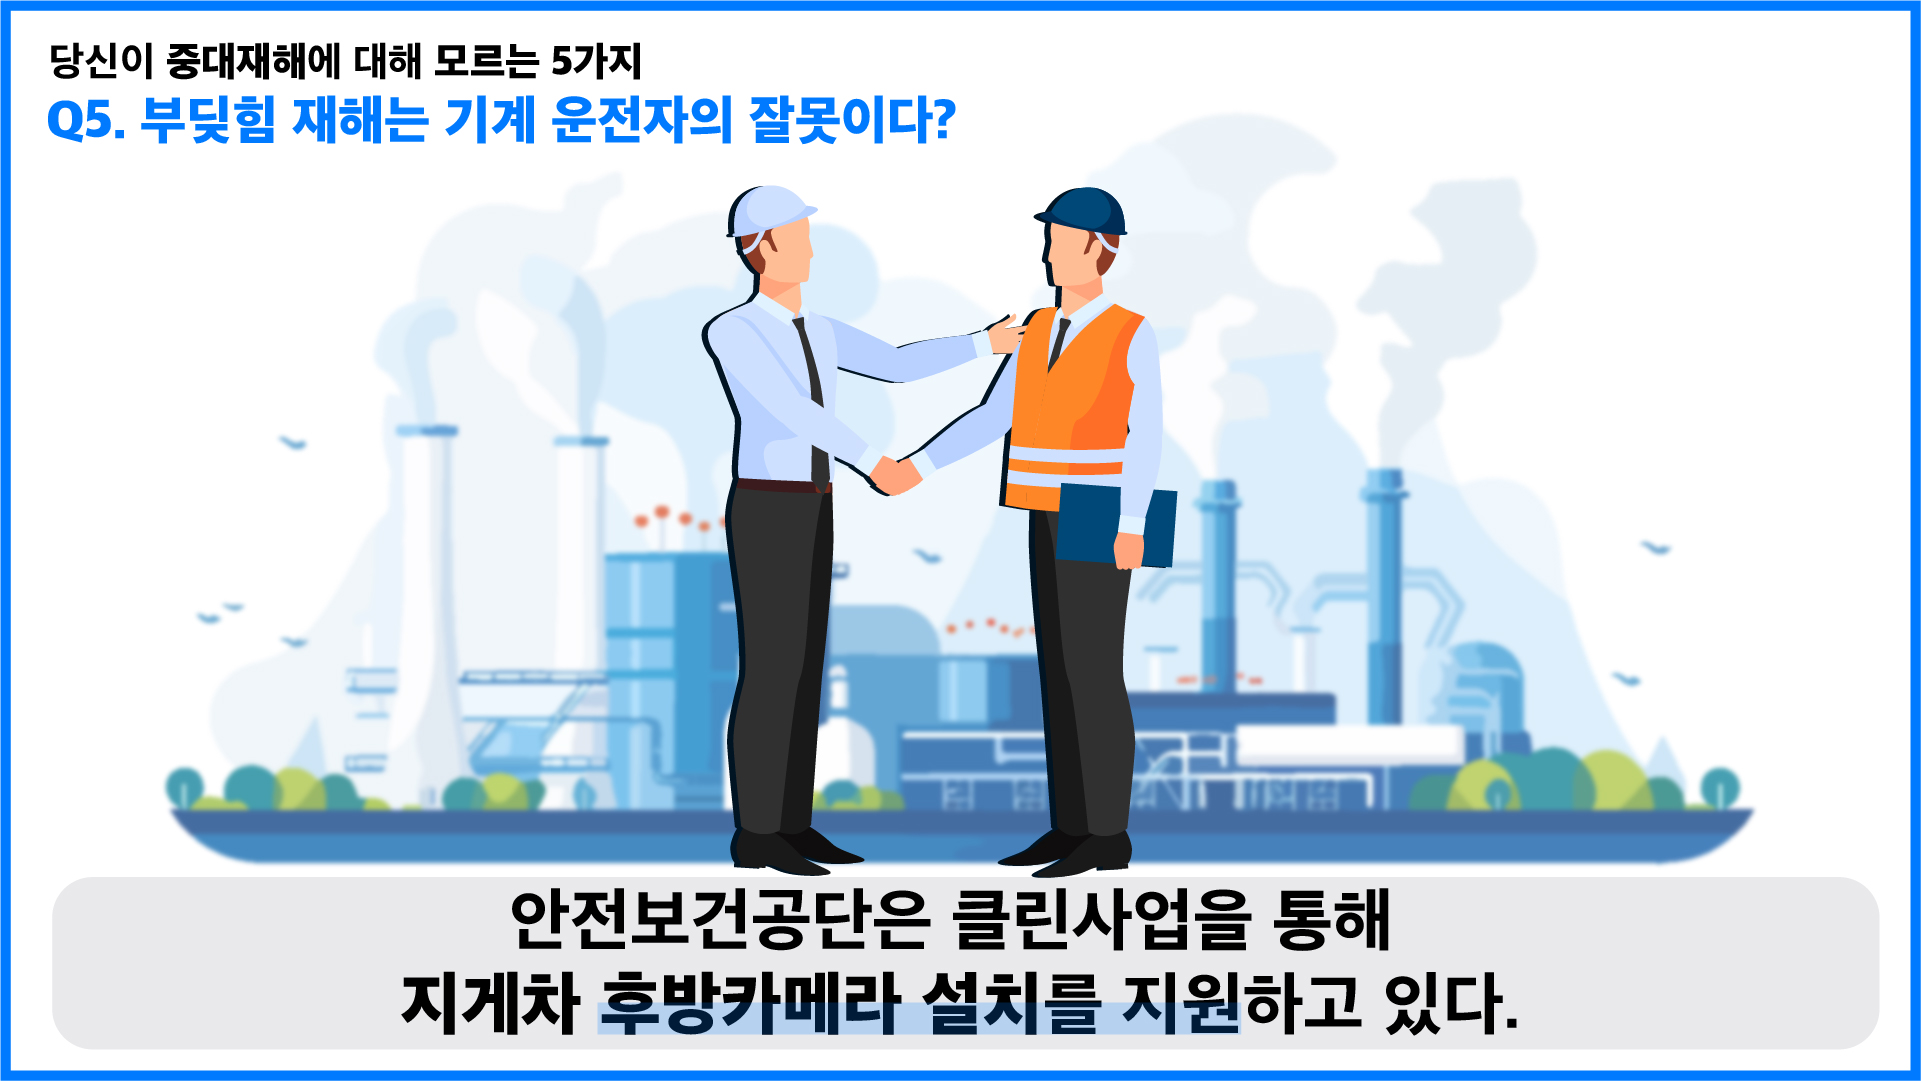 당신이 중대재해에 대해 모르는 5가지
Q5. 부딪힘 재해는 기계 운전자의 잘못이다?
안전보건공단은 클린사업을 통해
지게차 후방카메라 설치를 지원하고 있다.